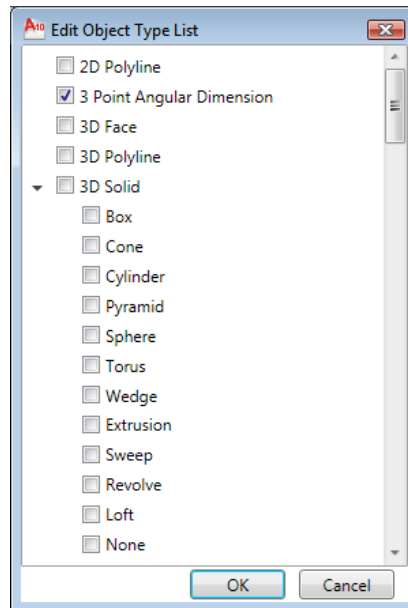 A10 Edit Object Type List
2D Polyline
3 Point Angular Dimension
3D Face
3D Polyline
3D Solid
Box
Cone
Cylinder
Pyramid
Sphere
Torus
Wedge
Extrusion
Sweep
Revolve
Loft
None
OK Cancel